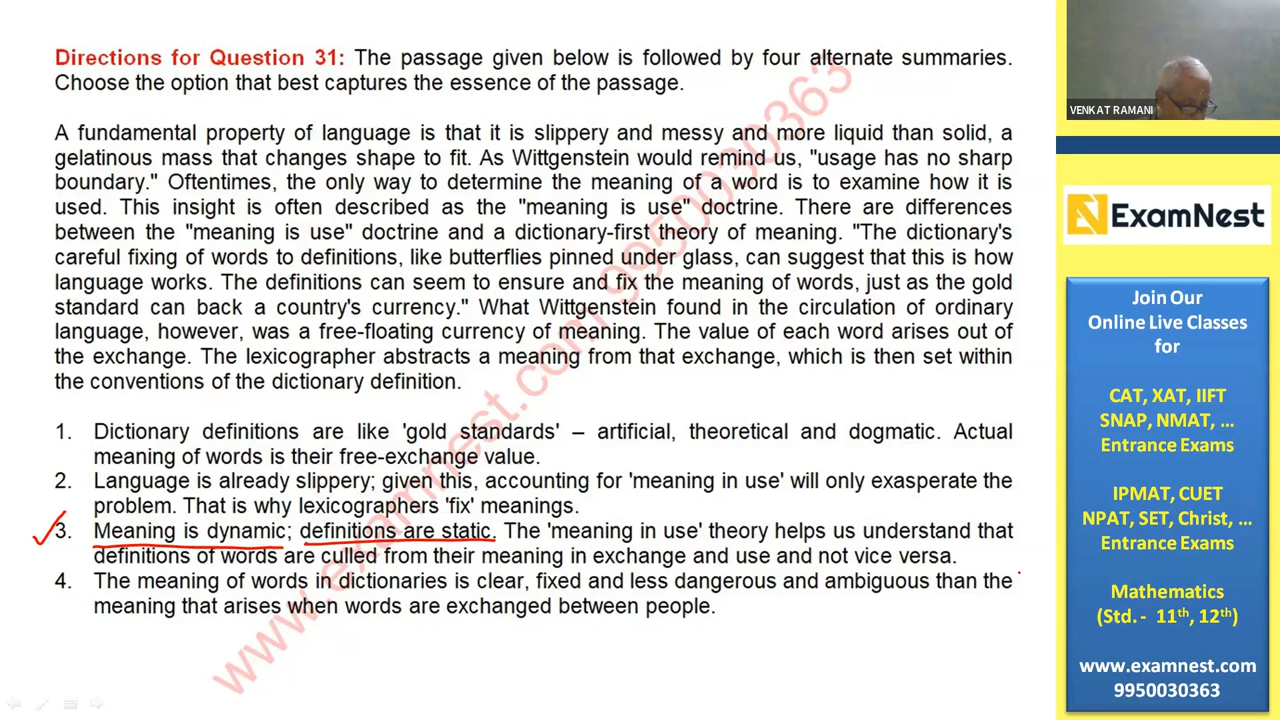 Directions for Question 31: The passage given below is followed by four alternate summaries.
Choose the option that best captures the essence of the passage.
A fundamental property of language is that it is slippery and messy and more liquid than solid, a
gelatinous mass that changes shape to fit. As Wittgenstein would remind us, "usage has no sharp
boundary." Oftentimes, the only way to determine the meaning of a word is to examine how it is
used. This insight is often described as the "meaning is use" doctrine. There are differences
between the "meaning is use" doctrine and a dictionary-first theory of meaning. "The dictionary's
careful fixing of words to definitions, like butterflies pinned under glass, can suggest that this is how
language works. The definitions can seem to ensure and fix the meaning of words, just as the gold
standard can back a country's currency." What Wittgenstein found in the circulation of ordinary
language, however, was a free-floating currency of meaning. The value of each word arises out of
the exchange. The lexicographer abstracts a meaning from that exchange, which is then set within
the conventions of the dictionary definition.
1. Dictionary definitions are like 'gold standards' – artificial, theoretical and dogmatic. Actual
meaning of words is their free-exchange value.
2. Language is already slippery; given this, accounting for 'meaning in use' will only exasperate the
problem. That is why lexicographers 'fix' meanings.
3. Meaning is dynamic; definitions are static. The 'meaning in use' theory helps us understand that
definitions of words are culled from their meaning in exchange and use and not vice versa.
4. The meaning of words in dictionaries is clear, fixed and less dangerous and ambiguous than the
meaning that arises when words are exchanged between people.
www.examnest.com 9950030363
VENKAT RAMANI
ExamNest
Join Our
Online Live Classes
for
CAT, XAT, IIFT
SNAP, NMAT, ...
Entrance Exams
IPMAT, CUET
NPAT, SET, Christ, ...
Entrance Exams
Mathematics
(Std. - 11th, 12th)
www.examnest.com
9950030363